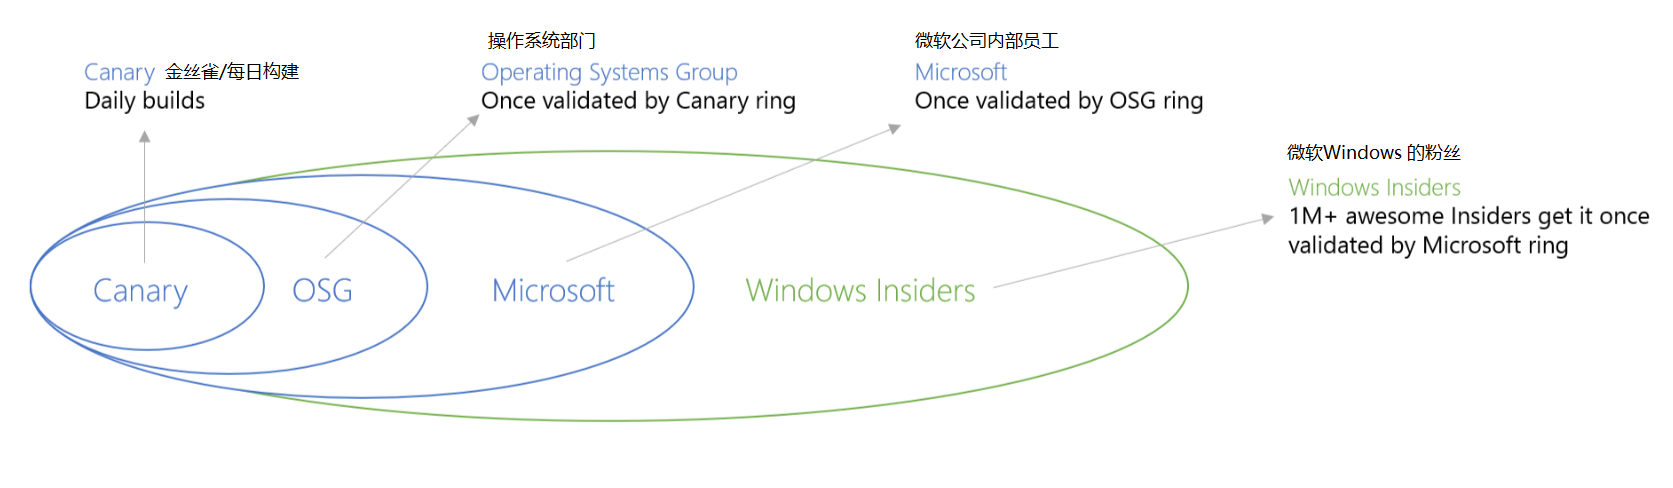 操作系统部门
微软公司内部员工
Canary 金丝雀/每日构建
Operating Systems Group
Microsoft
Daily builds
Once validated by Canary ring
Once validated by OSG ring
微软Windows 的粉丝
Windows Insiders
1M+ awesome Insiders get it once
validated by Microsoft ring
Canary
OSG
Microsoft
Windows Insiders